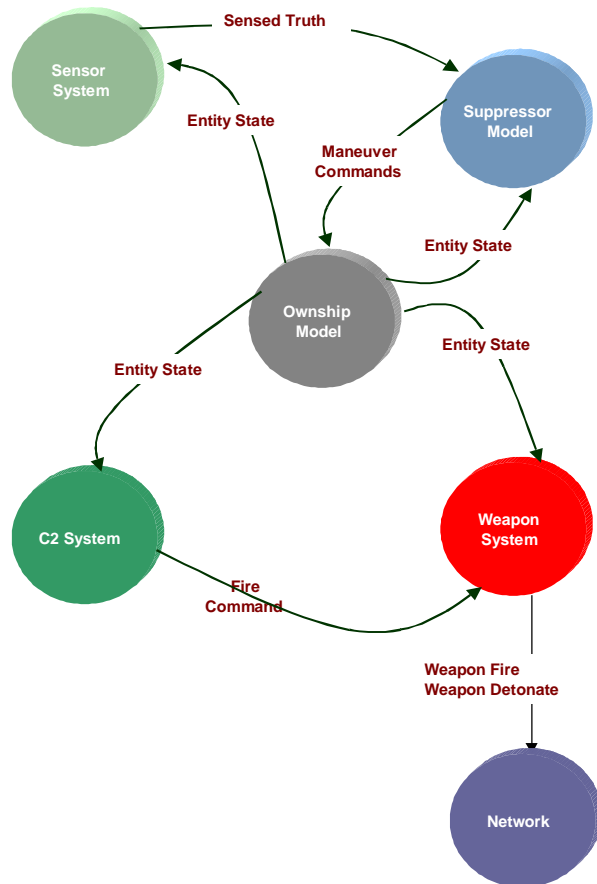 Sensed Truth
Sensor
System
Suppressor
Model
Entity State
Maneuver
Commands
Entity State
Ownship
Model
Entity State
Entity State
C2 System
Weapon
System
Fire
Command
Weapon Fire
Weapon Detonate
Network